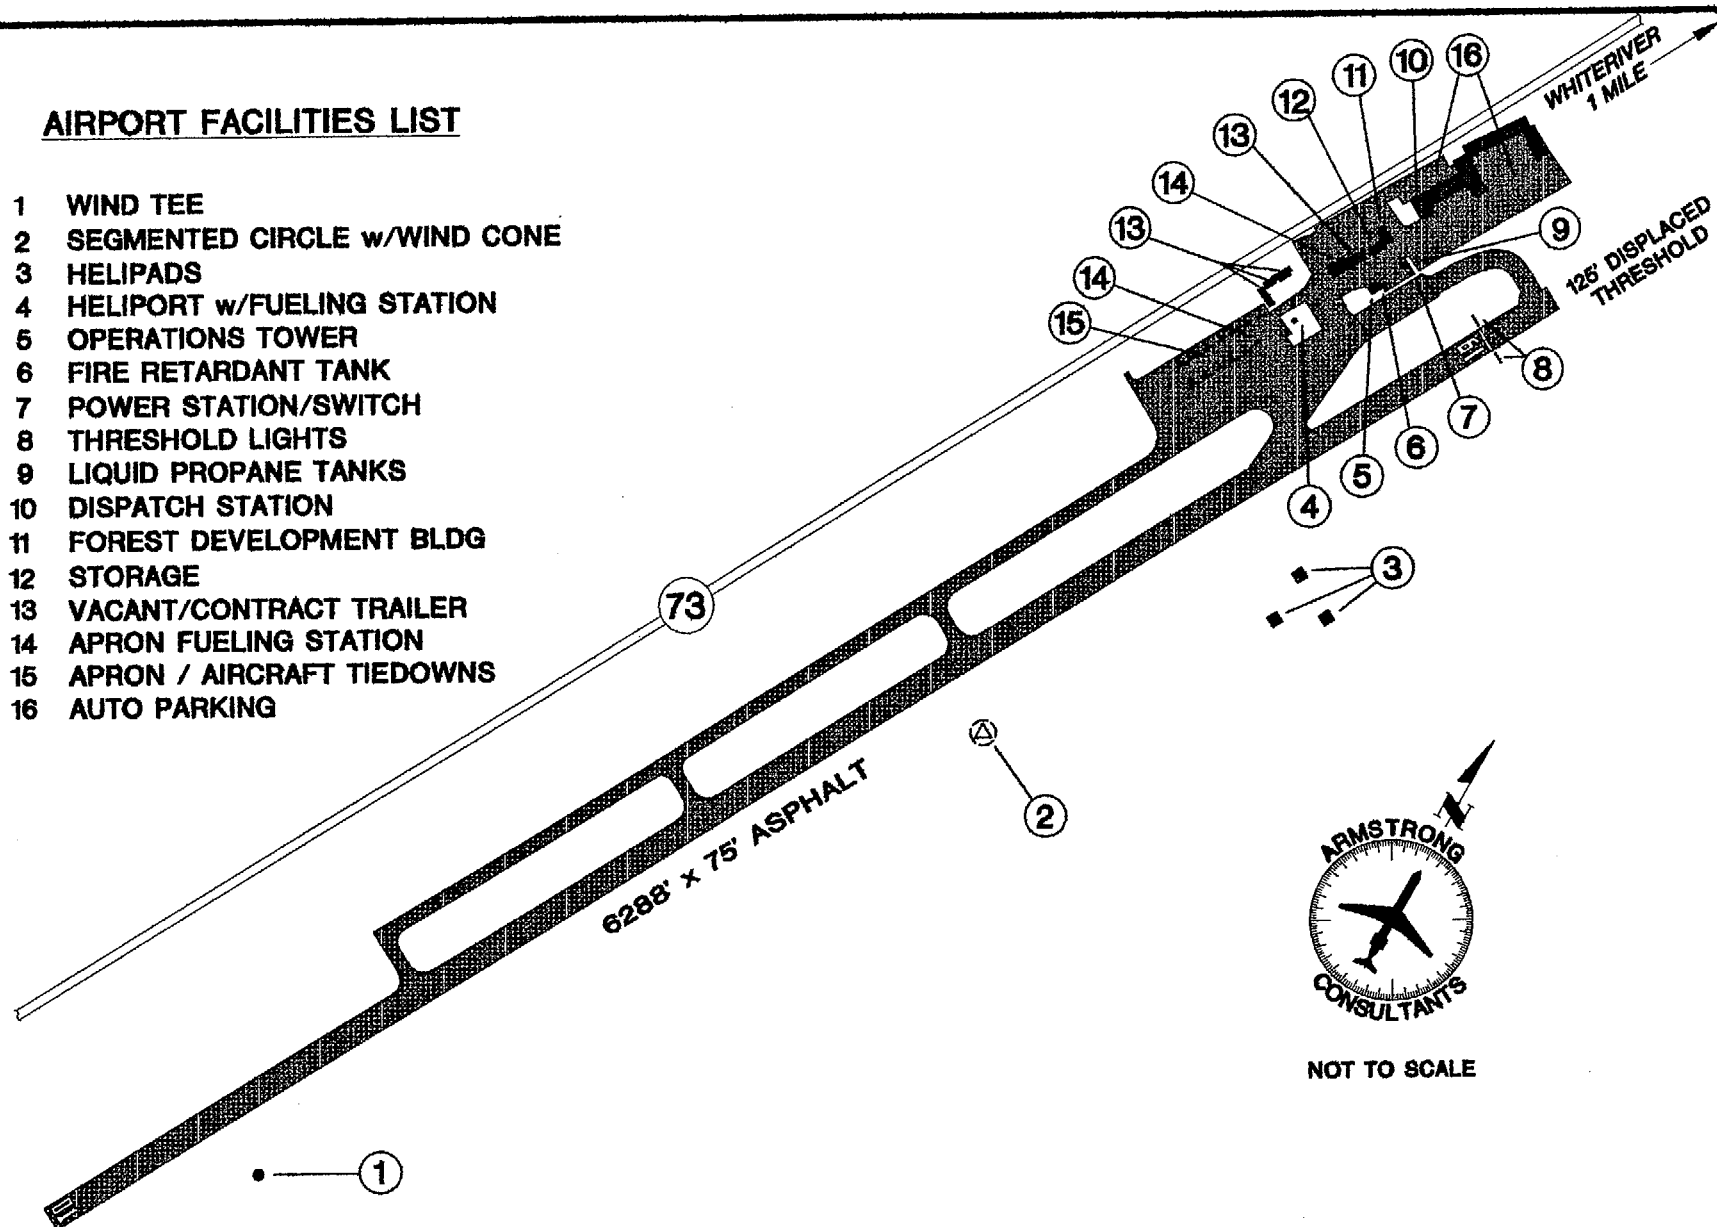 AIRPORT FACILITIES LIST
1 WIND TEE
2 SEGMENTED CIRCLE w/WIND CONE
3 HELIPADS
4 HELIPORT w/FUELING STATION
5 OPERATIONS TOWER
6 FIRE RETARDANT TANK
7 POWER STATION/SWITCH
8 THRESHOLD LIGHTS
9 LIQUID PROPANE TANKS
10 DISPATCH STATION
11 FOREST DEVELOPMENT BLDG
12 STORAGE
13 VACANT/CONTRACT TRAILER
14 APRON FUELING STATION
15 APRON / AIRCRAFT TIEDOWNS
16 AUTO PARKING
16
10
11
12
13
14
13
14
15
WHITERIVER
1 MILE
9
125' DISPLACED
THRESHOLD
8
7
6
5
4
3
73
6288' x 75' ASPHALT
2
1
N
ARMSTRONG
CONSULTANTS
NOT TO SCALE